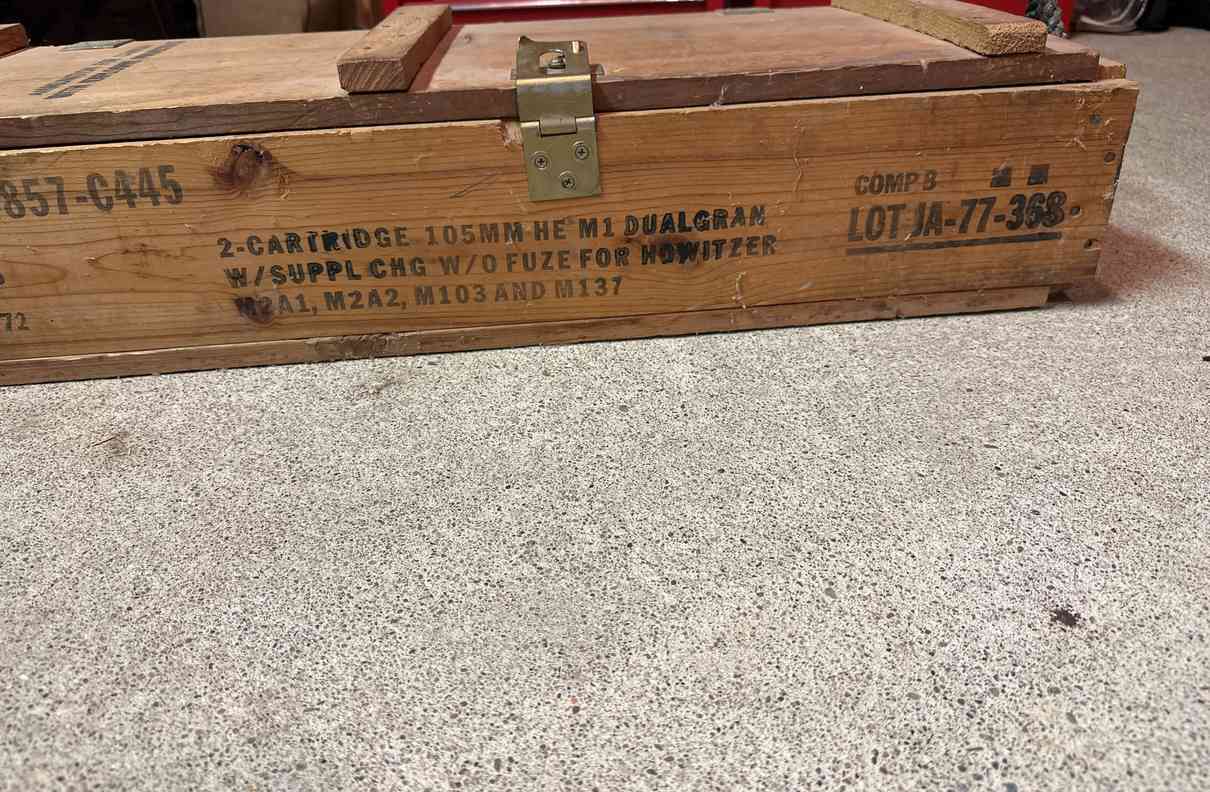 857-C445
2-CARTRIDGE 105MM HE M1 DUALGRAN
W/SUPPL CHG W/O FUZE FOR HOWITZER
M2A1, M2A2, M103 AND M137
72
COMP B
LOT JA-77-368